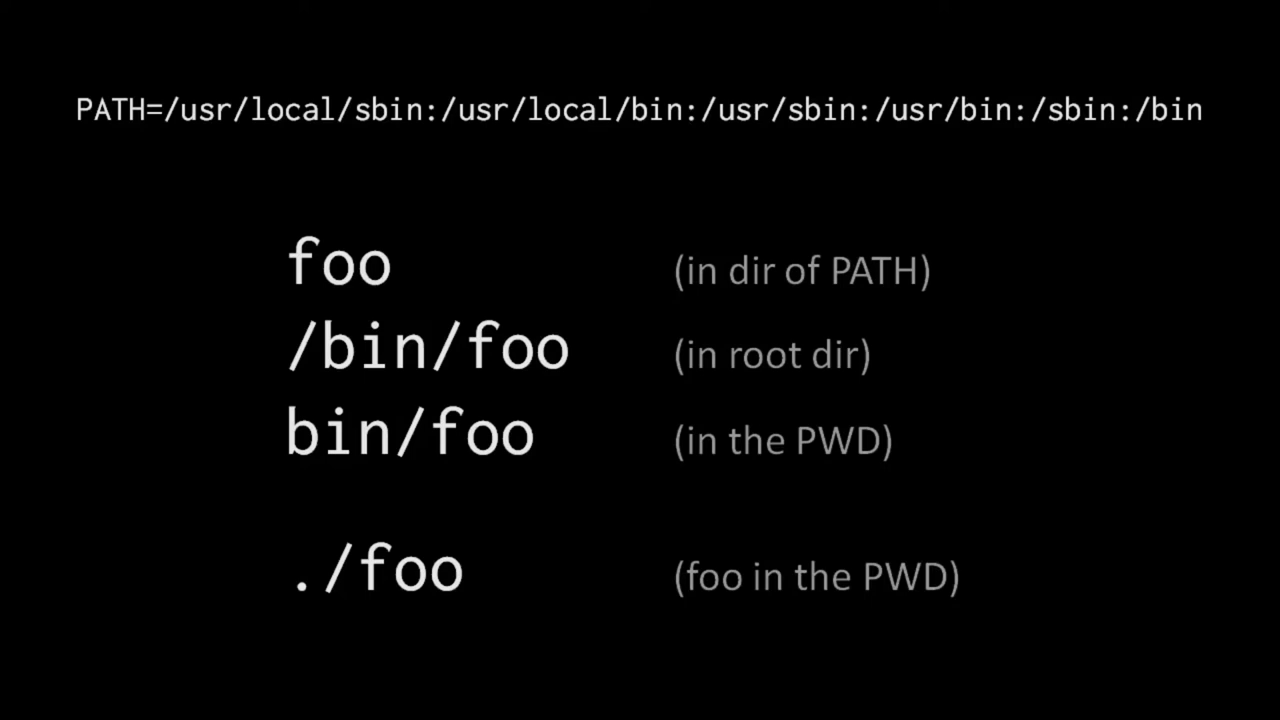 PATH=/usr/local/sbin:/usr/local/bin:/usr/sbin:/usr/bin:/sbin:/bin
foo (in dir of PATH)
/bin/foo (in root dir)
bin/foo (in the PWD)
./foo (foo in the PWD)